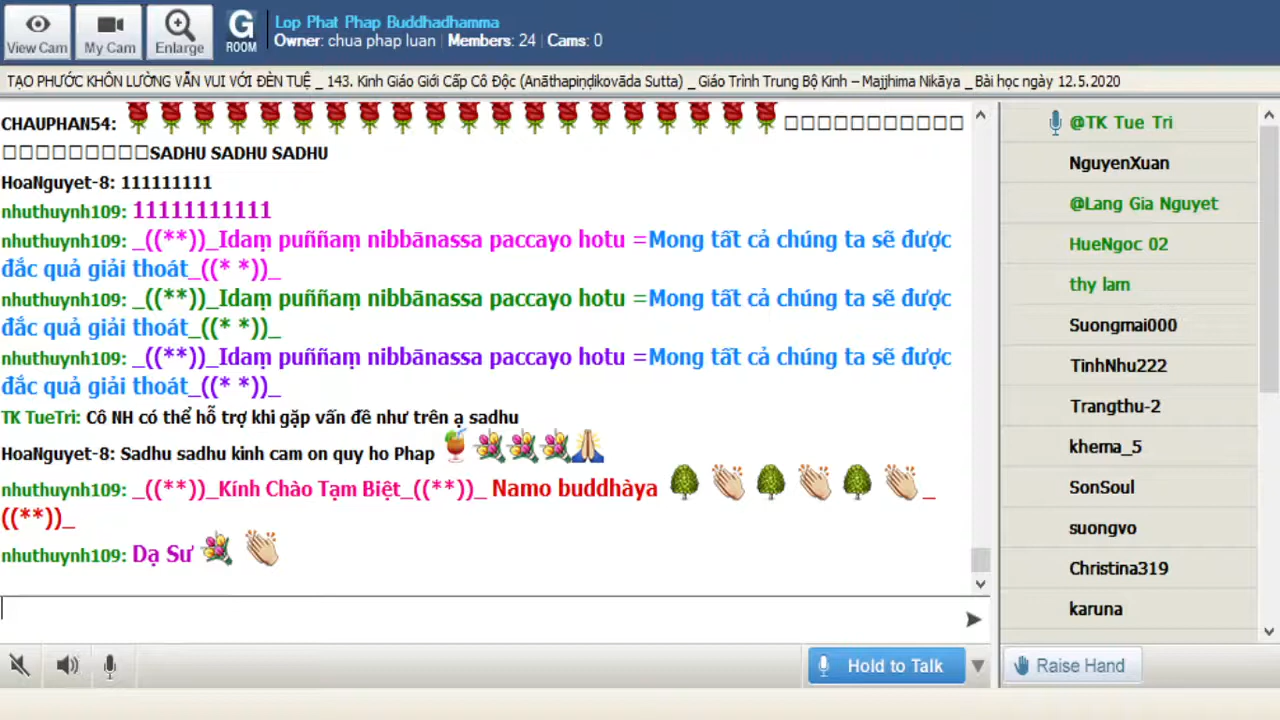 View Cam
My Cam
Enlarge
G
ROOM
Lop Phat Phap Buddhadhamma
Owner: chua phap luan | Members: 24 | Cams: 0
TẠO PHƯỚC KHÔN LƯỜNG VẪN VUI VỚI ĐÈN TUỆ _ 143. Kinh Giáo Giới Cấp Cô Độc (Anāthapiṇḍikovāda Sutta) _ Giáo Trình Trung Bộ Kinh – Majjhima Nikāya _ Bài học ngày 12.5.2020
CHAUPHAN54:
SADHU SADHU SADHU
HoaNguyet-8: 111111111
nhuthuynh109: 11111111111
nhuthuynh109: _((**))_Idaṃ puññaṃ nibbānassa paccayo hotu =Mong tất cả chúng ta sẽ được
đắc quả giải thoát_((* *))_
nhuthuynh109: _((**))_Idaṃ puññaṃ nibbānassa paccayo hotu =Mong tất cả chúng ta sẽ được
đắc quả giải thoát_((* *))_
nhuthuynh109: _((**))_Idaṃ puññaṃ nibbānassa paccayo hotu =Mong tất cả chúng ta sẽ được
đắc quả giải thoát_((* *))_
TK TueTri: Cô NH có thể hỗ trợ khi gặp vấn đề như trên ạ sadhu
HoaNguyet-8: Sadhu sadhu kinh cam on quy ho Phap
nhuthuynh109: _((**))_Kính Chào Tạm Biệt_((**))_ Namo buddhàya _
((**))_
nhuthuynh109: Dạ Sư
@TK Tue Tri
NguyenXuan
@Lang Gia Nguyet
HueNgoc 02
thy lam
Suongmai000
TinhNhu222
Trangthu-2
khema_5
SonSoul
suongvo
Christina319
karuna
Hold to Talk
Raise Hand